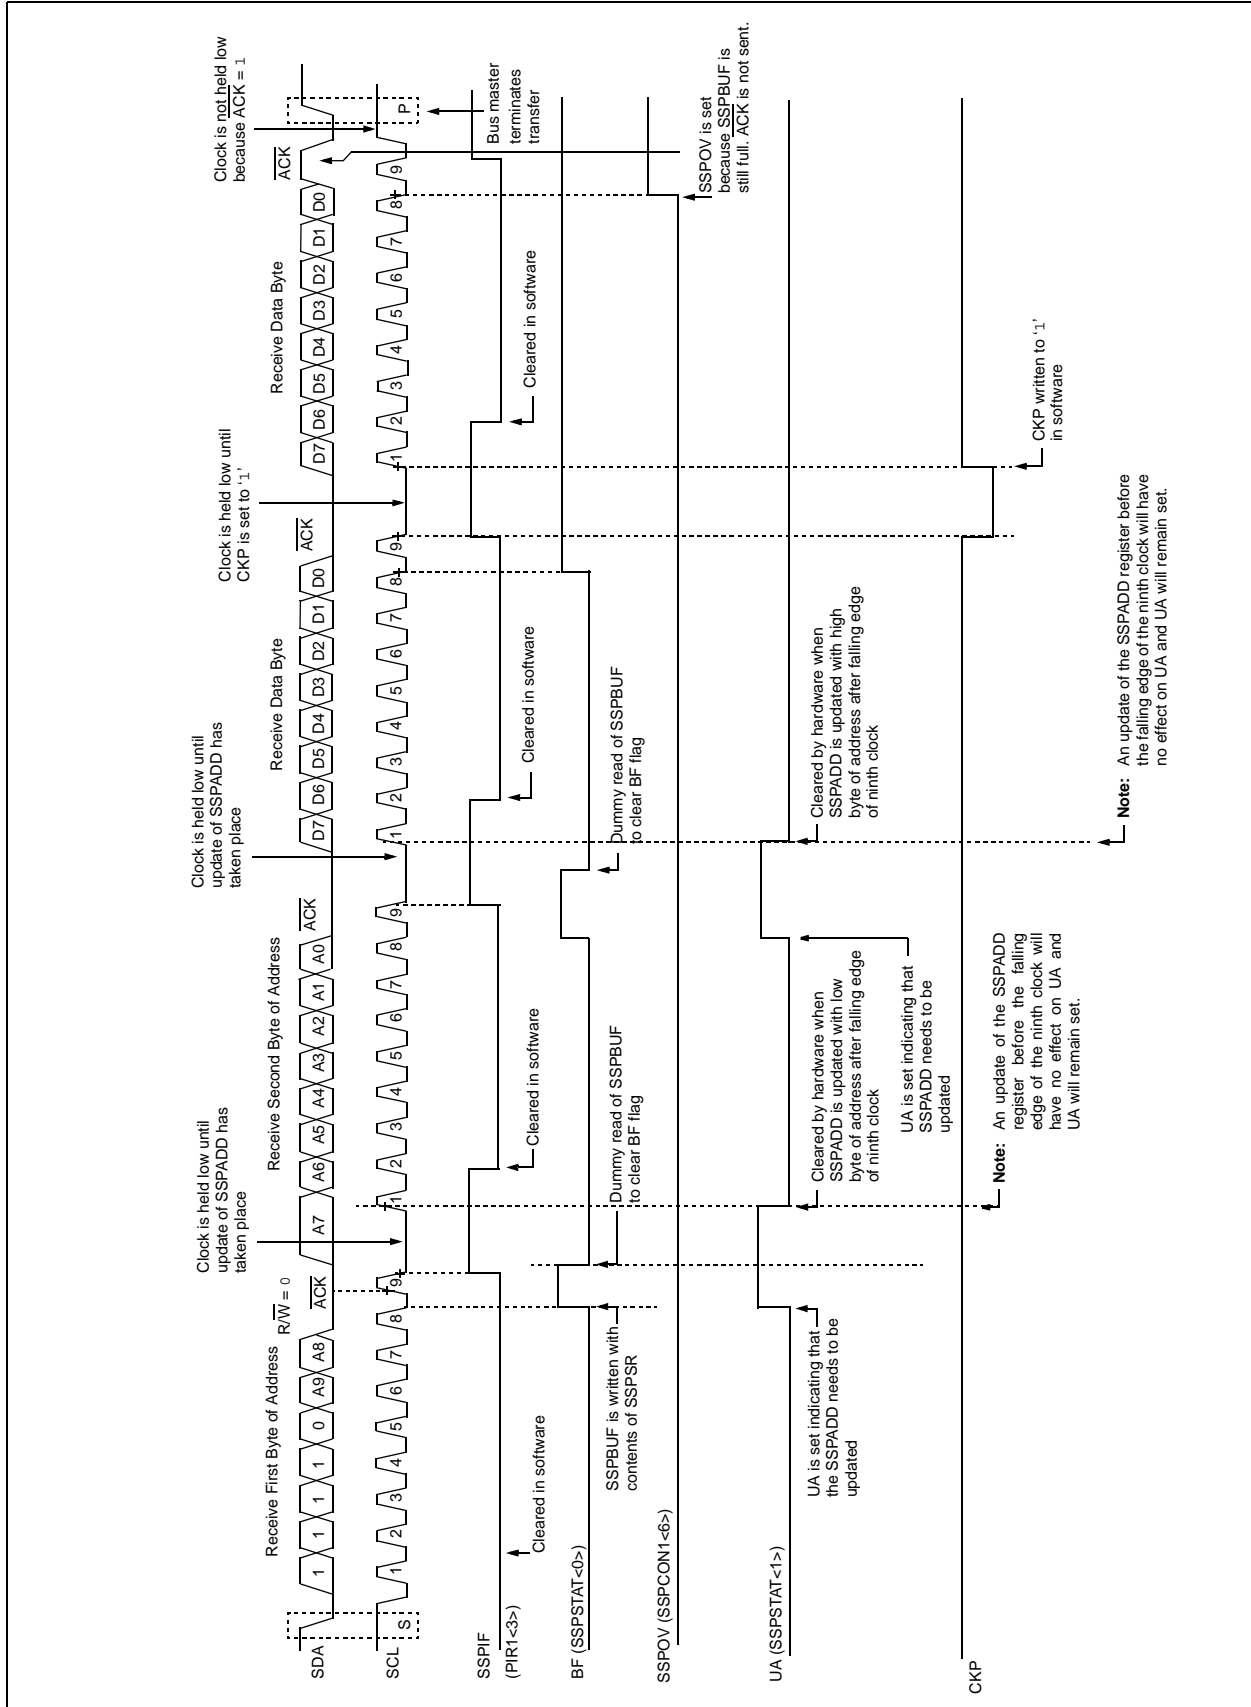 Receive First Byte of Address
R/W = 0
ACK
Clock is held low until
update of SSPADD has
taken place
Receive Second Byte of Address
ACK
Clock is held low until
update of SSPADD has
taken place
Receive Data Byte
ACK
Clock is held low until
CKP is set to ‘1’
Receive Data Byte
ACK
Clock is not held low
because ACK = 1
SDA
1 1 1 1 0 A9 A8
A7 A6 A5 A4 A3 A2 A1 A0
D7 D6 D5 D4 D3 D2 D1 D0
D7 D6 D5 D4 D3 D2 D1 D0
SCL
S
1 2 3 4 5 6 7 8 9
1 2 3 4 5 6 7 8 9
1 2 3 4 5 6 7 8 9
1 2 3 4 5 6 7 8 9
P
Bus master
terminates
transfer
SSPIF
(PIR1<3>)
Cleared in software
Cleared in software
Cleared in software
Cleared in software
BF (SSPSTAT<0>)
SSPBUF is written with
contents of SSPSR
Dummy read of SSPBUF
to clear BF flag
Dummy read of SSPBUF
to clear BF flag
SSPOV (SSPCON1<6>)
SSPOV is set
because SSPBUF is
still full. ACK is not sent.
UA (SSPSTAT<1>)
UA is set indicating that
the SSPADD needs to be
updated
Cleared by hardware when
SSPADD is updated with low
byte of address after falling edge
of ninth clock
UA is set indicating that
SSPADD needs to be
updated
Cleared by hardware when
SSPADD is updated with high
byte of address after falling edge
of ninth clock
CKP
CKP written to ‘1’
in software
Note: An update of the SSPADD
register before the falling
edge of the ninth clock will
have no effect on UA and
UA will remain set.
Note: An update of the SSPADD register before
the falling edge of the ninth clock will have
no effect on UA and UA will remain set.